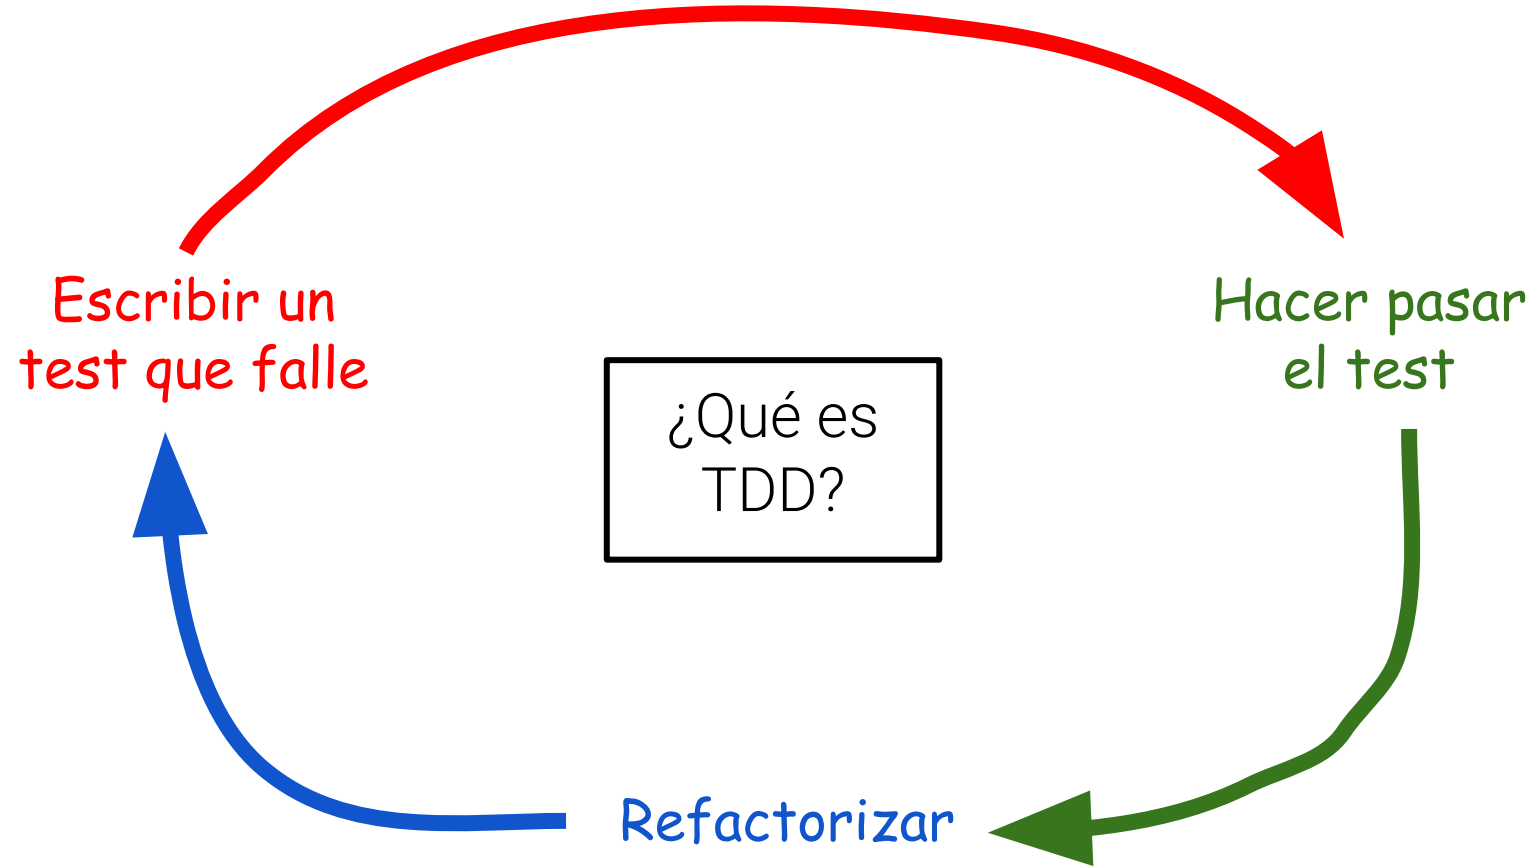 Escribir un
test que falle
Hacer pasar
el test
¿Qué es
TDD?
Refactorizar